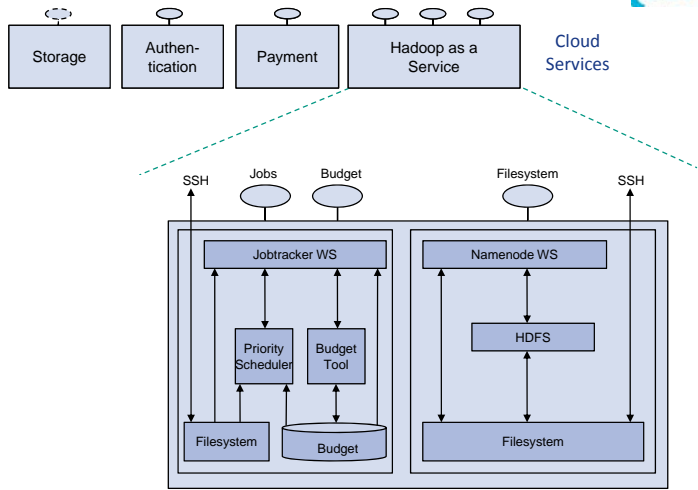 Storage
Authen-
tication
Payment
Hadoop as a
Service
Cloud
Services
SSH
Jobs
Budget
Filesystem
SSH
Jobtracker WS
Namenode WS
Priority
Scheduler
Budget
Tool
HDFS
Filesystem
Budget
Filesystem